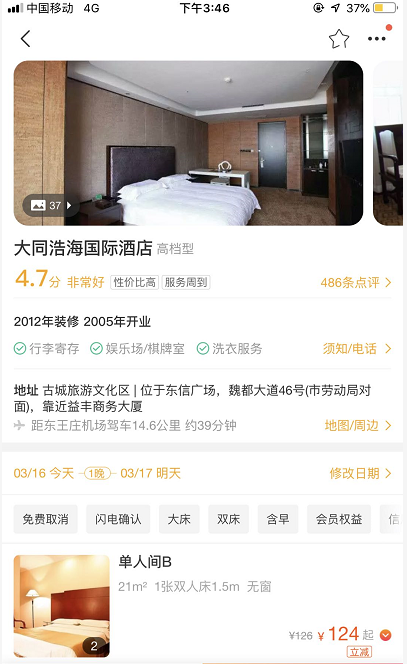 中国移动 4G 下午3:46 37%
37
大同浩海国际酒店 高档型
4.7分 非常好 性价比高 服务周到 486条点评
2012年装修 2005年开业
行李寄存 娱乐场/棋牌室 洗衣服务 须知/电话
地址 古城旅游文化区 | 位于东信广场，魏都大道46号(市劳动局对
面)，靠近益丰商务大厦
距东王庄机场驾车14.6公里 约39分钟 地图/周边
03/16 今天 1晚 03/17 明天 修改日期
免费取消 闪电确认 大床 双床 含早 会员权益 信
单人间B
21m² 1张双人床1.5m 无窗
2
¥126 ¥124起
立减